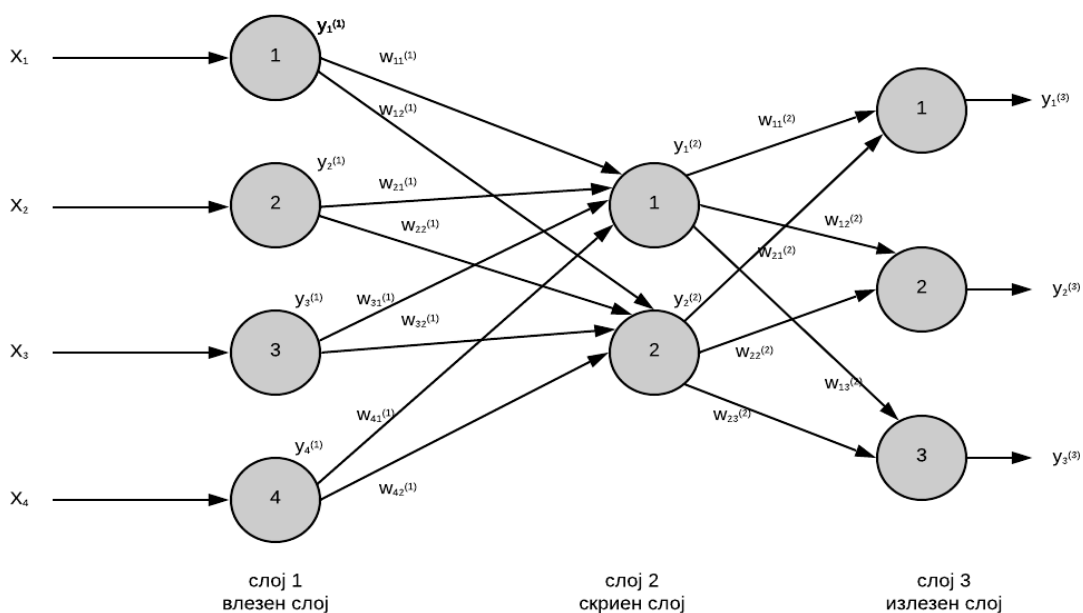 X₁
1
y₁⁽¹⁾
w₁₁⁽¹⁾
w₁₂⁽¹⁾
X₂
2
y₂⁽¹⁾
w₂₁⁽¹⁾
w₂₂⁽¹⁾
X₃
3
y₃⁽¹⁾
w₃₁⁽¹⁾
w₃₂⁽¹⁾
X₄
4
y₄⁽¹⁾
w₄₁⁽¹⁾
w₄₂⁽¹⁾
1
y₁⁽²⁾
w₁₁⁽²⁾
w₁₂⁽²⁾
w₂₁⁽²⁾
2
y₂⁽²⁾
w₂₂⁽²⁾
w₁₃⁽²⁾
w₂₃⁽²⁾
1
y₁⁽³⁾
2
y₂⁽³⁾
3
y₃⁽³⁾
слој 1
влезен слој
слој 2
скриен слој
слој 3
излезен слој